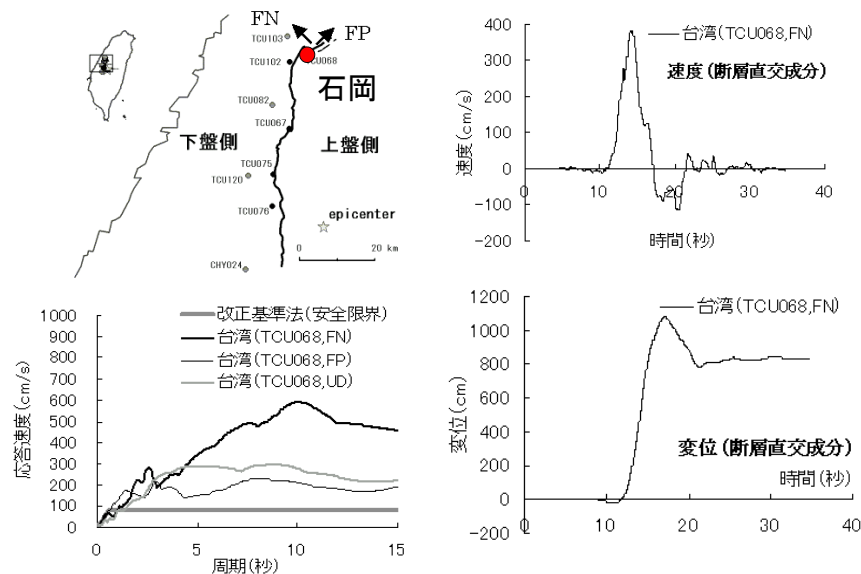 FN
FP
TCU103
TCU102
TCU068
石岡
TCU082
TCU067
下盤側
上盤側
TCU075
TCU120
TCU076
epicenter
0 20 km
CHY024
400
300
200
100
0
-100
-200
0 10 20 30 40
速度(cm/s)
時間(秒)
台湾(TCU068,FN)
速度(断層直交成分)
1000
900
800
700
600
500
400
300
200
100
0
0 5 10 15
応答速度(cm/s)
周期(秒)
改正基準法(安全限界)
台湾(TCU068,FN)
台湾(TCU068,FP)
台湾(TCU068,UD)
1200
1000
800
600
400
200
0
-200
0 10 20 30 40
変位(cm)
台湾(TCU068,FN)
変位(断層直交成分)
時間(秒)